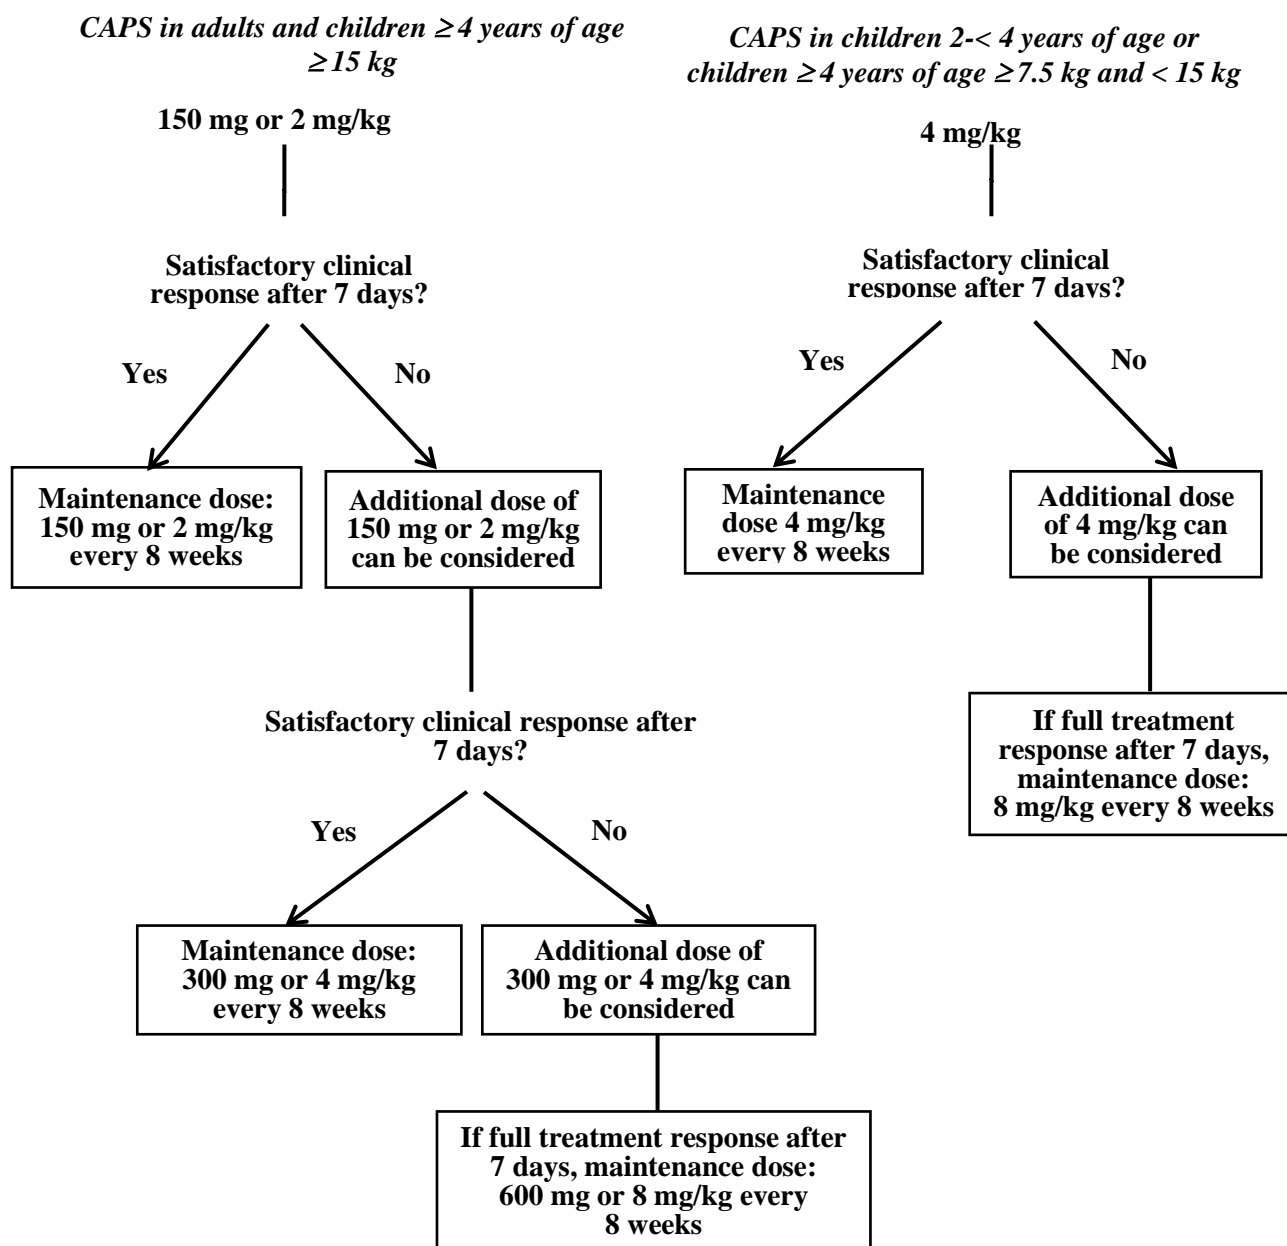 CAPS in adults and children ≥ 4 years of age
≥ 15 kg
150 mg or 2 mg/kg
Satisfactory clinical
response after 7 days?
Yes
No
Maintenance dose:
150 mg or 2 mg/kg
every 8 weeks
Additional dose of
150 mg or 2 mg/kg
can be considered
Satisfactory clinical response after
7 days?
Yes
No
Maintenance dose:
300 mg or 4 mg/kg
every 8 weeks
Additional dose of
300 mg or 4 mg/kg can
be considered
If full treatment response after
7 days, maintenance dose:
600 mg or 8 mg/kg every
8 weeks
CAPS in children 2-< 4 years of age or
children ≥ 4 years of age ≥ 7.5 kg and < 15 kg
4 mg/kg
Satisfactory clinical
response after 7 days?
Yes
No
Maintenance
dose 4 mg/kg
every 8 weeks
Additional dose
of 4 mg/kg can
be considered
If full treatment
response after 7 days,
maintenance dose:
8 mg/kg every 8 weeks